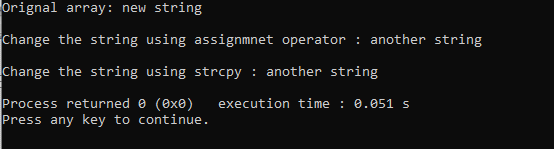 Orignal array: new string
Change the string using assignmnet operator : another string
Change the string using strcpy : another string
Process returned 0 (0x0)   execution time : 0.051 s
Press any key to continue.